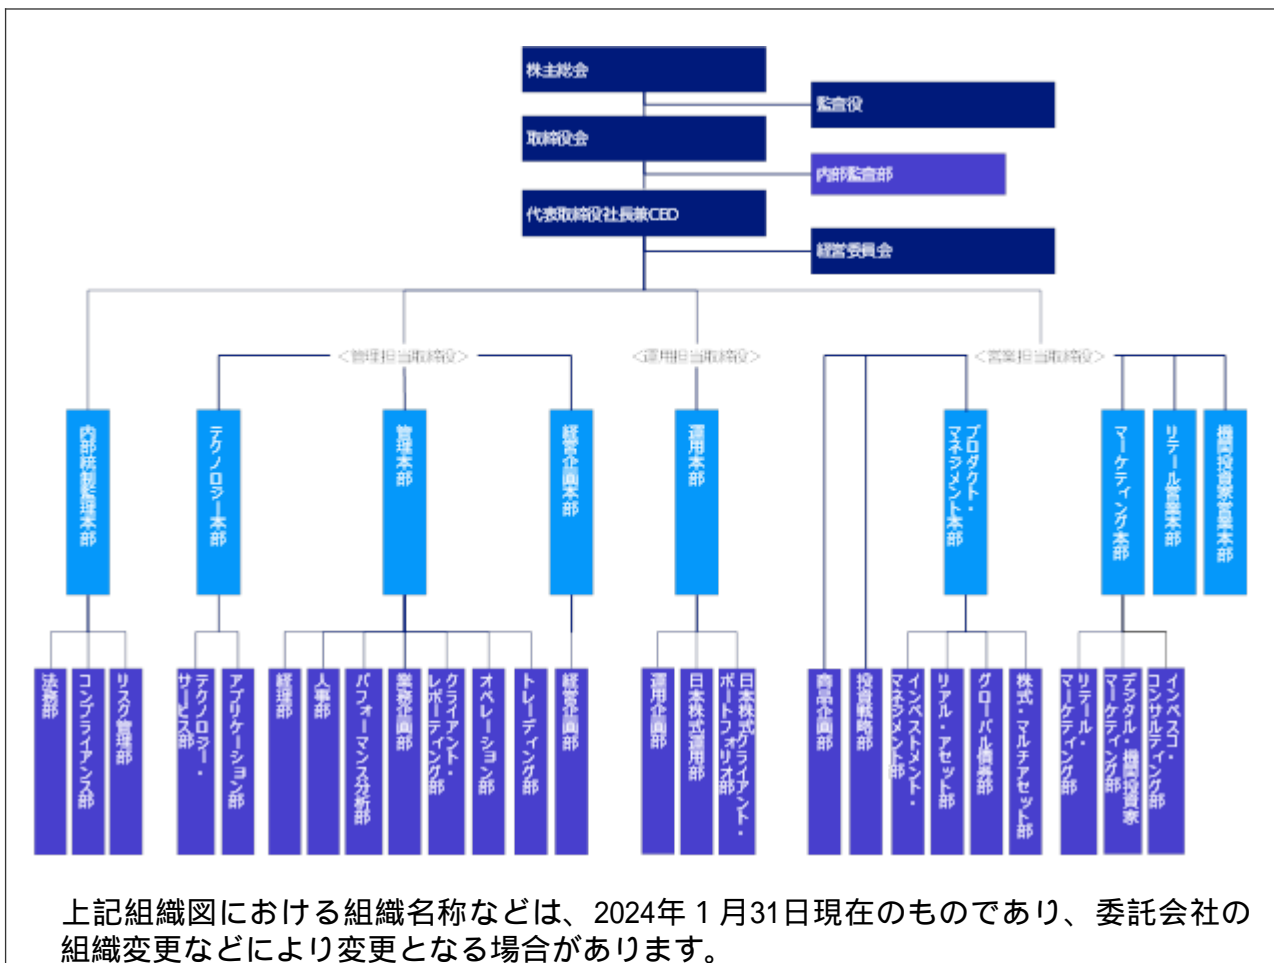 株主総会
監査役
取締役会
内部監査部
代表取締役社長兼CEO
経営委員会
＜管理担当取締役＞
＜運用担当取締役＞
＜営業担当取締役＞
内部統制監理本部
テクノロジー本部
管理本部
経営企画本部
運用本部
プロダクト・
マネジメント本部
マーケティング本部
リテール営業本部
機関投資家営業本部
法務部
コンプライアンス部
リスク管理部
テクノロジー・
サービス部
アプリケーション部
経理部
人事部
パフォーマンス分析部
業務企画部
クライアント・
レポーティング部
オペレーション部
トレーディング部
経営企画部
運用企画部
日本株式運用部
日本株式クライアント・
ポートフォリオ部
商品企画部
投資戦略部
インベストメント・
マネジメント部
リアル・アセット部
グローバル債券部
株式・マルチアセット部
リテール・
マーケティング部
デジタル・機関投資家
マーケティング部
インベスコ・
コンサルティング部
上記組織図における組織名称などは、2024年１月31日現在のものであり、委託会社の
組織変更などにより変更となる場合があります。